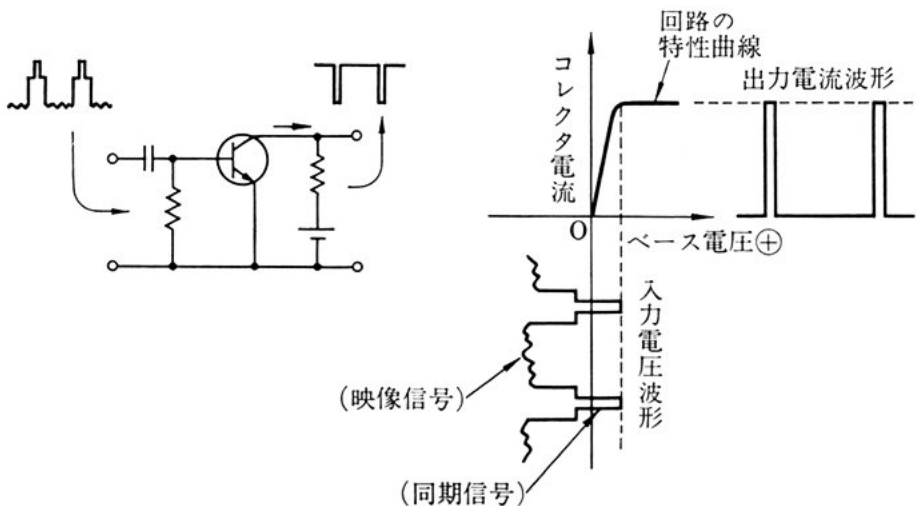 回路の
特性曲線
コレクタ電流
出力電流波形
O
ベース電圧⊕
入力電圧波形
(映像信号)
(同期信号)